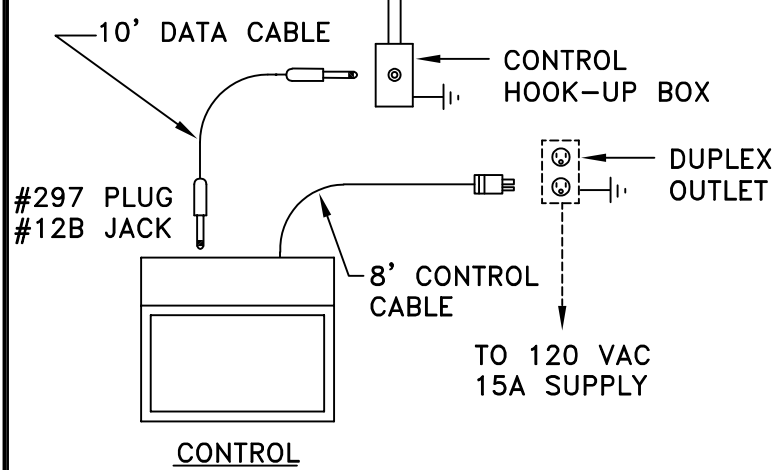 10' DATA CABLE
CONTROL
HOOK-UP BOX
DUPLEX
OUTLET
#297 PLUG
#12B JACK
8' CONTROL
CABLE
TO 120 VAC
15A SUPPLY
CONTROL